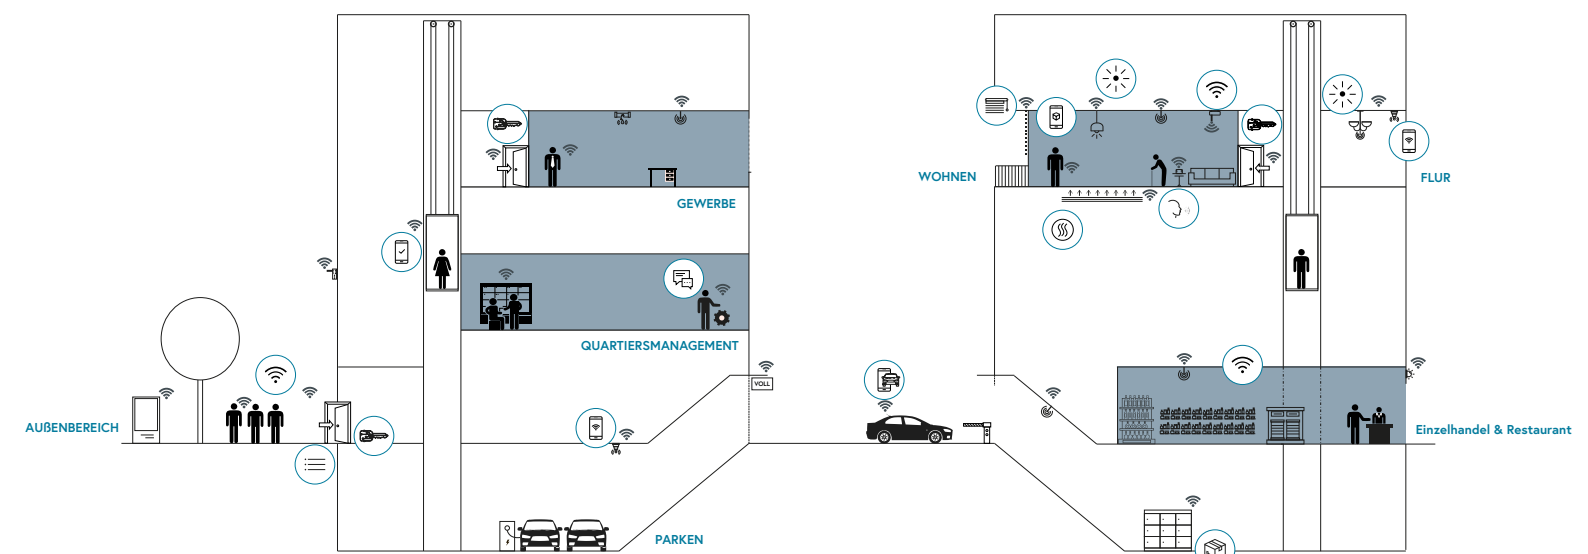 WOHNEN
FLUR
GEWERBE
QUARTIERSMANAGEMENT
VOLL
AUßENBEREICH
Einzelhandel & Restaurant
PARKEN